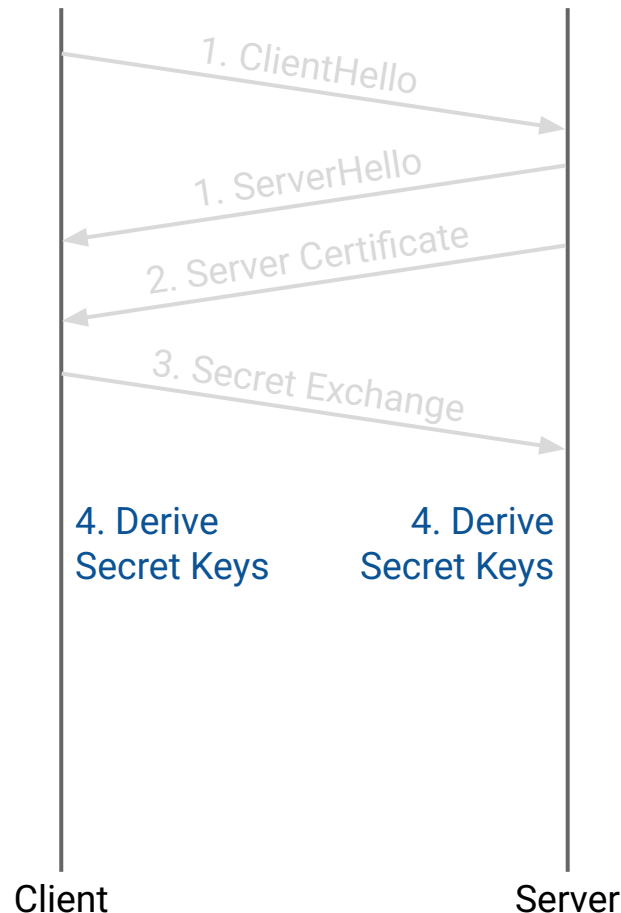 1. ClientHello
1. ServerHello
2. Server Certificate
3. Secret Exchange
4. Derive
Secret Keys
4. Derive
Secret Keys
Client
Server